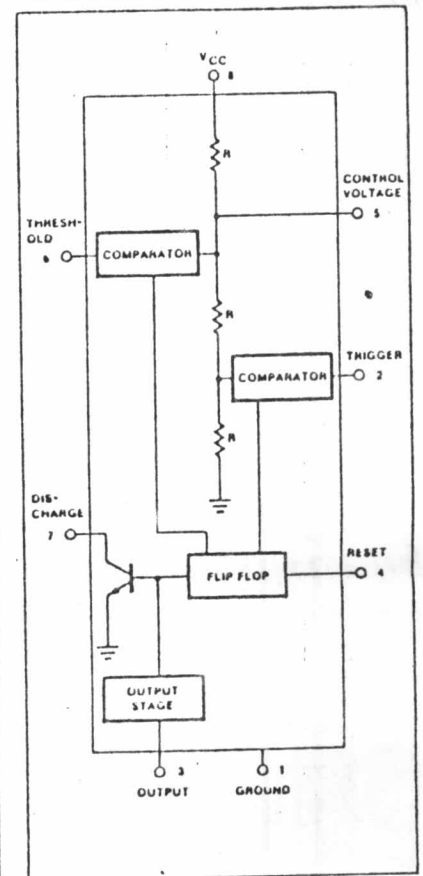 VCC
8
R
CONTROL
VOLTAGE
5
THRESH-
OLD
6
COMPARATOR
R
TRIGGER
COMPARATOR
2
R
DIS-
CHARGE
7
RESET
FLIP FLOP
4
OUTPUT
STAGE
3
1
OUTPUT
GROUND